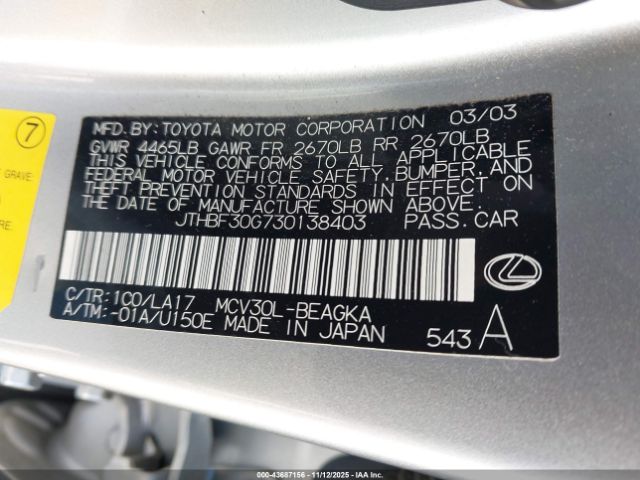 MFD.BY:TOYOTA MOTOR CORPORATION 03/03
GVWR 4465LB GAWR FR 2670LB RR 2670LB
THIS VEHICLE CONFORMS TO ALL APPLICABLE
FEDERAL MOTOR VEHICLE SAFETY,BUMPER,AND
THEFT PREVENTION STANDARDS IN EFFECT ON
THE DATE OF MANUFACTURE SHOWN ABOVE.
JTHBF30G730138403 PASS.CAR
C/TR:1C0/LA17 MCV30L-BEAGKA
A/TM:-01A/U150E MADE IN JAPAN 543 A
7
GRAVE.
RE.
000-43687156 - 11/12/2025 - IAA Inc.